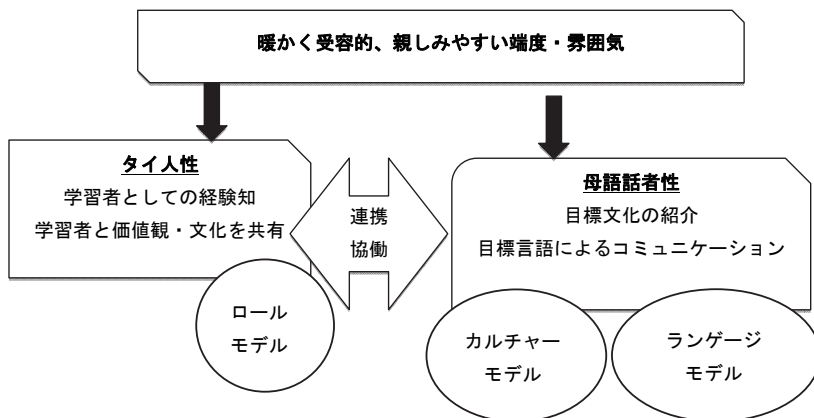 暖かく受容的、親しみやすい端度・雰囲気
タイ人性
学習者としての経験知
学習者と価値観・文化を共有
連携
協働
母語話者性
目標文化の紹介
目標言語によるコミュニケーション
ロール
モデル
カルチャー
モデル
ランゲージ
モデル